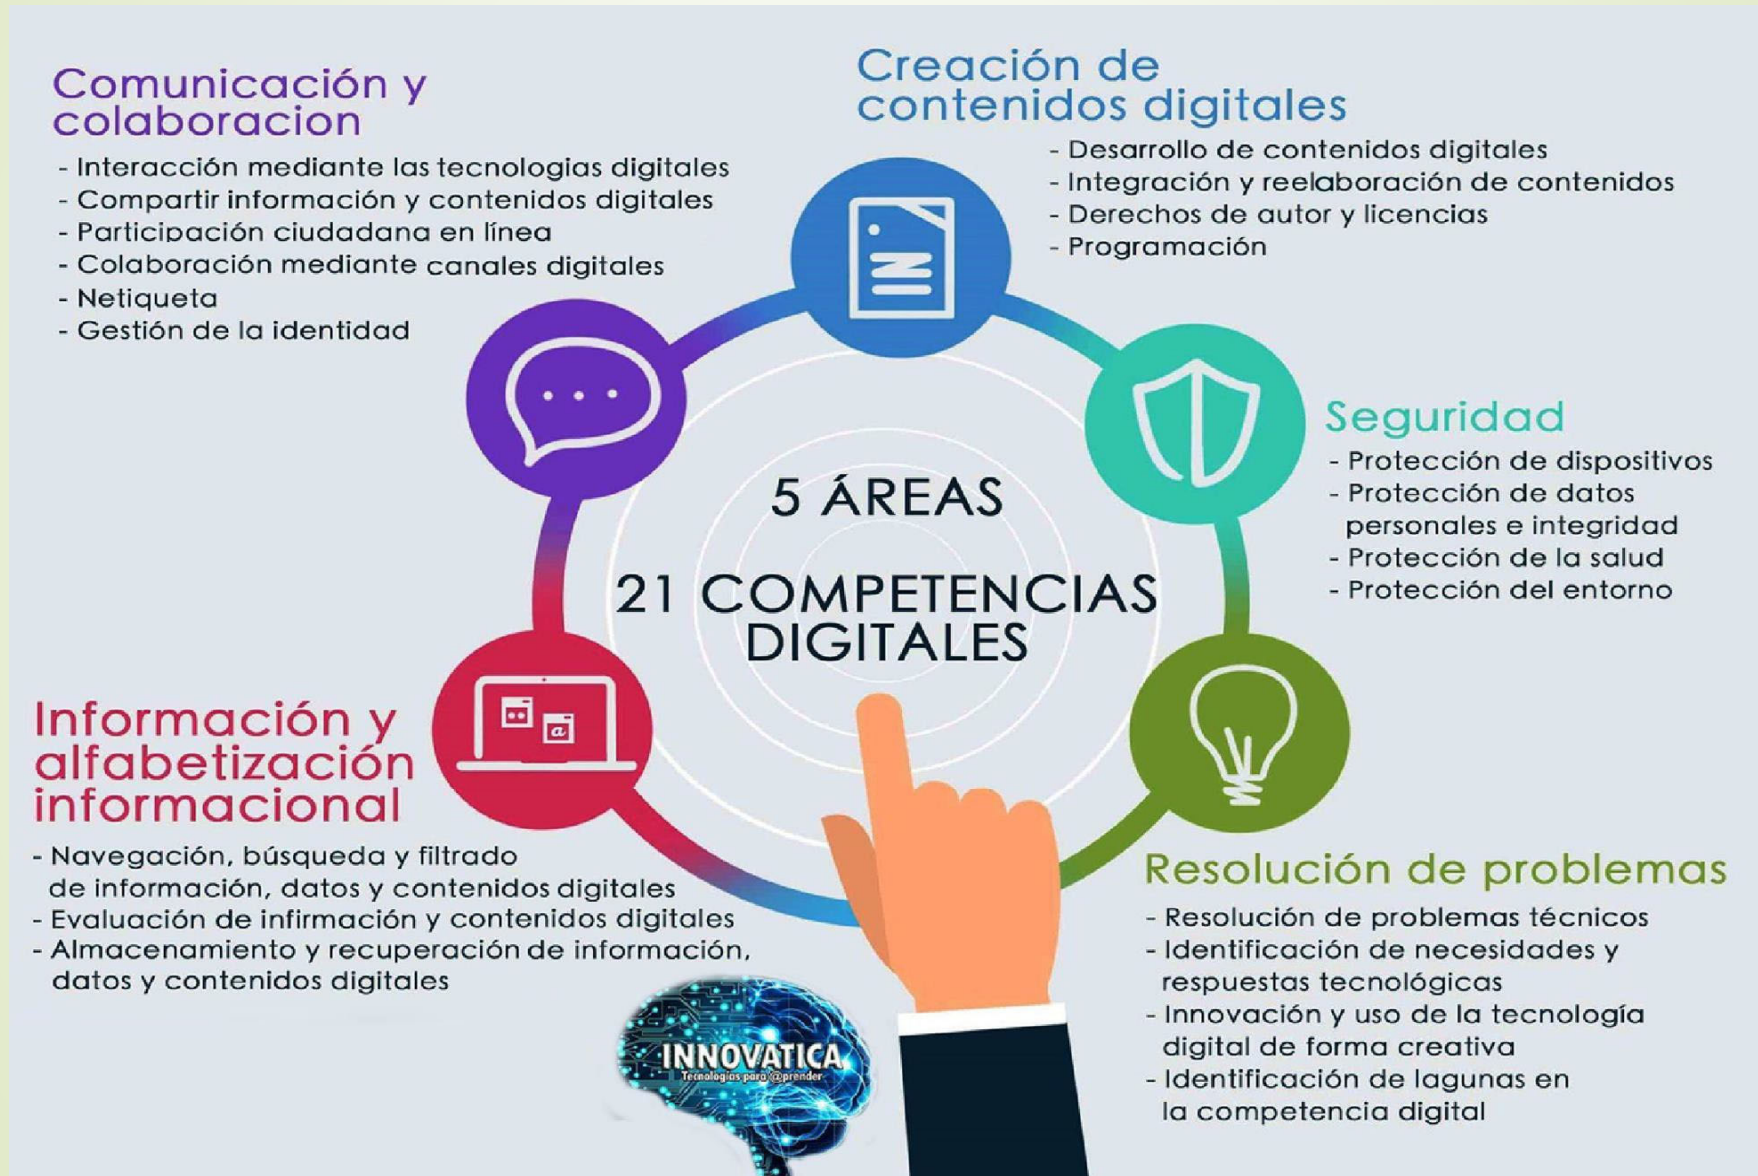 Comunicación y
colaboracion
- Interacción mediante las tecnologias digitales
- Compartir información y contenidos digitales
- Participación ciudadana en línea
- Colaboración mediante canales digitales
- Netiqueta
- Gestión de la identidad
Creación de
contenidos digitales
- Desarrollo de contenidos digitales
- Integración y reelaboración de contenidos
- Derechos de autor y licencias
- Programación
Seguridad
- Protección de dispositivos
- Protección de datos
personales e integridad
- Protección de la salud
- Protección del entorno
5 ÁREAS
21 COMPETENCIAS
DIGITALES
Información y
alfabetización
informacional
- Navegación, búsqueda y filtrado
de información, datos y contenidos digitales
- Evaluación de infirmación y contenidos digitales
- Almacenamiento y recuperación de información,
datos y contenidos digitales
Resolución de problemas
- Resolución de problemas técnicos
- Identificación de necesidades y
respuestas tecnológicas
- Innovación y uso de la tecnología
digital de forma creativa
- Identificación de lagunas en
la competencia digital
INNOVATICA
Tecnologías para @prender